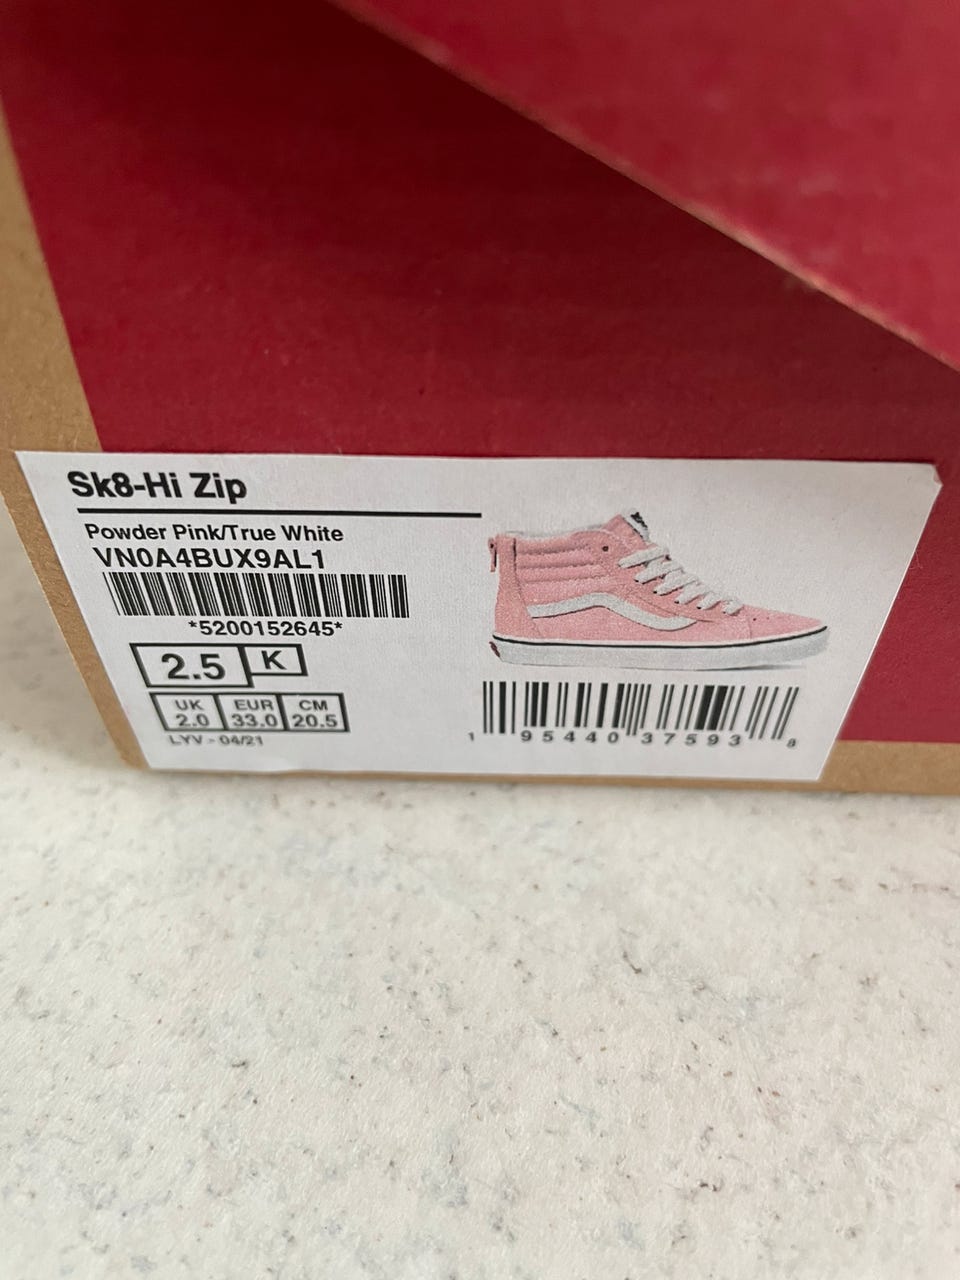 Sk8-Hi Zip
Powder Pink/True White
VN0A4BUX9AL1
*5200152645*
2.5 K
UK EUR CM
2.0 33.0 20.5
LYV - 04/21
1 95440 37593 8